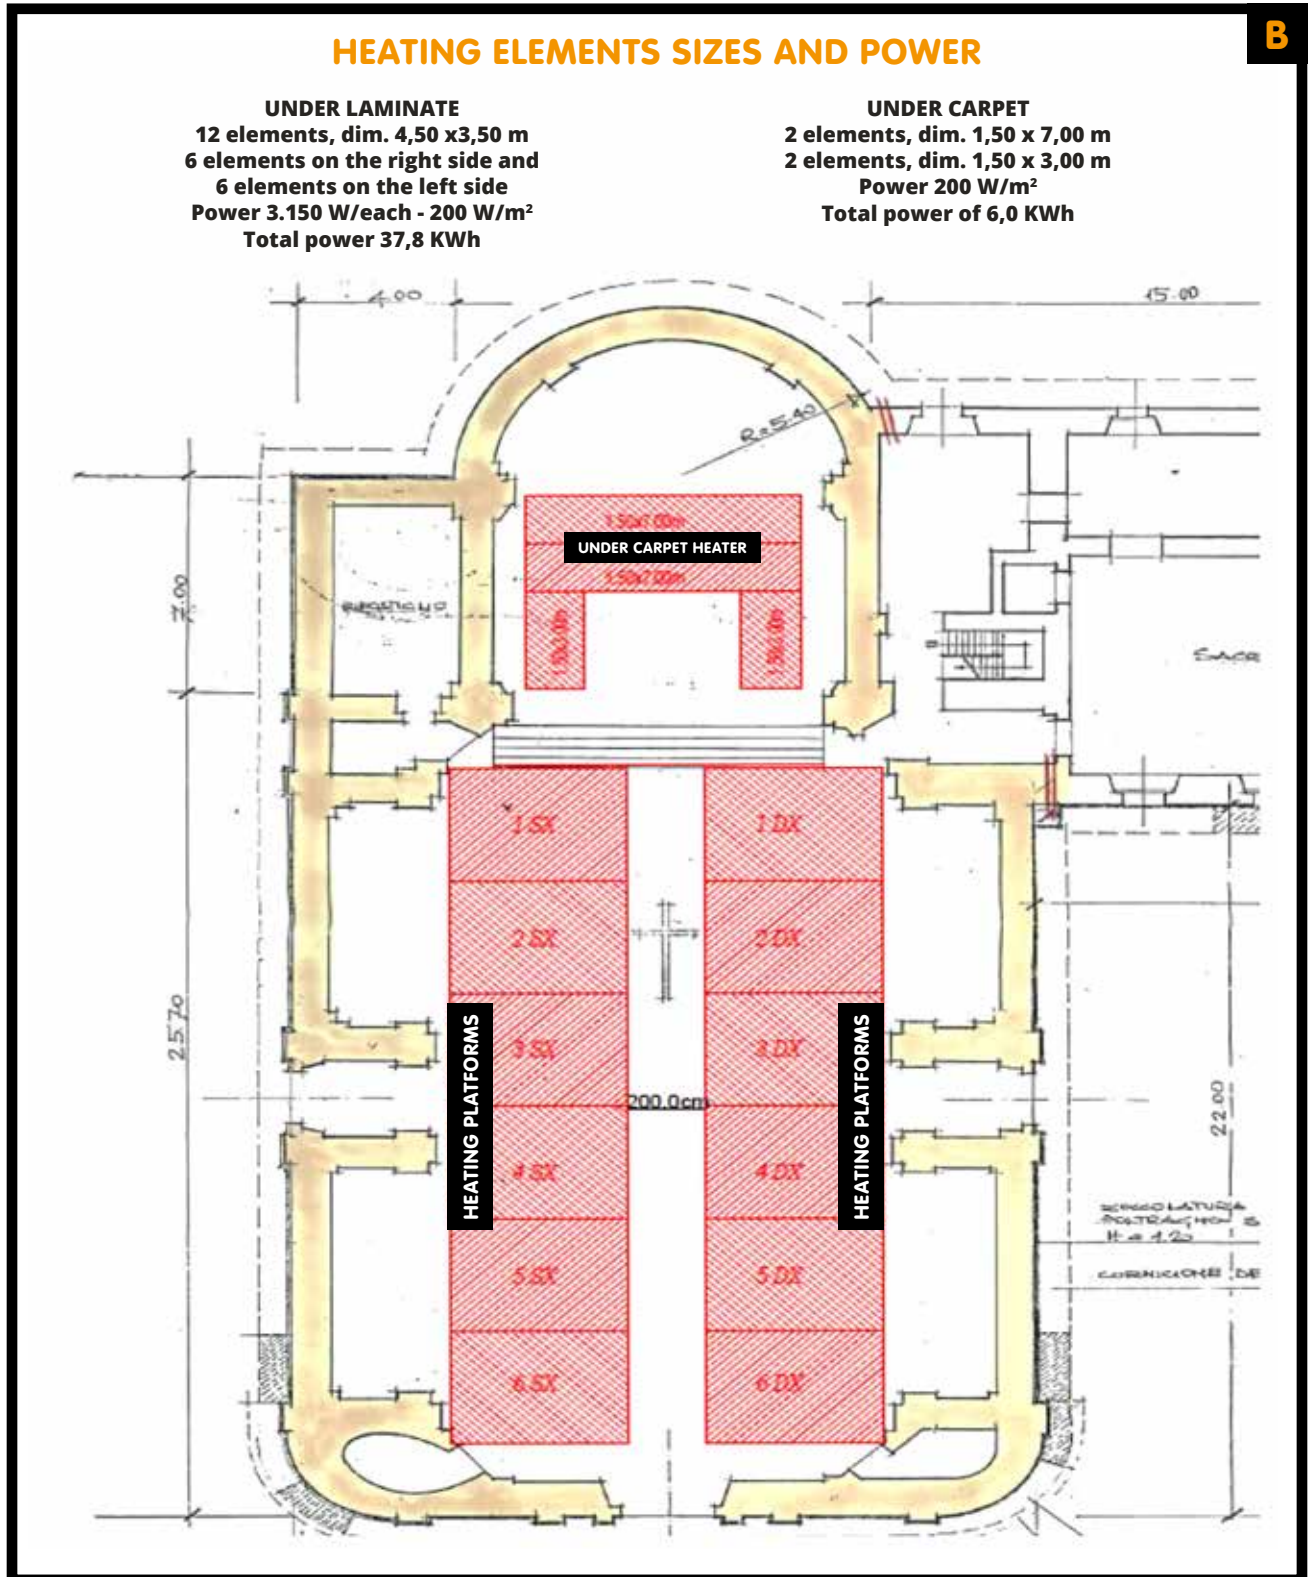 B
HEATING ELEMENTS SIZES AND POWER
UNDER LAMINATE
12 elements, dim. 4,50 x3,50 m
6 elements on the right side and
6 elements on the left side
Power 3.150 W/each - 200 W/m²
Total power 37,8 KWh
UNDER CARPET
2 elements, dim. 1,50 x 7,00 m
2 elements, dim. 1,50 x 3,00 m
Power 200 W/m²
Total power of 6,0 KWh
4.00
15.00
R=5.40
1.50x7.00m
UNDER CARPET HEATER
1.50x7.00m
7.00
SACR
1 SX
1 DX
2 SX
2 DX
3 SX
3 DX
25.70
HEATING PLATFORMS
HEATING PLATFORMS
200.0cm
22.00
4 SX
4 DX
H = 1.20
CORNICIONE DE
5 SX
5 DX
6 SX
6 DX